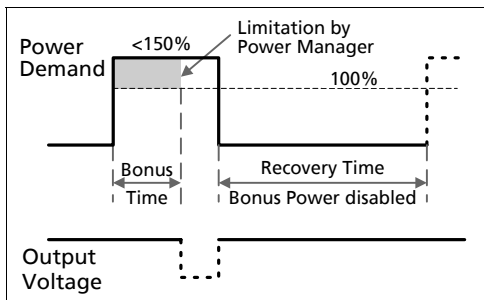 Power
Demand
<150%
Limitation by
Power Manager
100%
Bonus
Time
Recovery Time
Bonus Power disabled
Output
Voltage